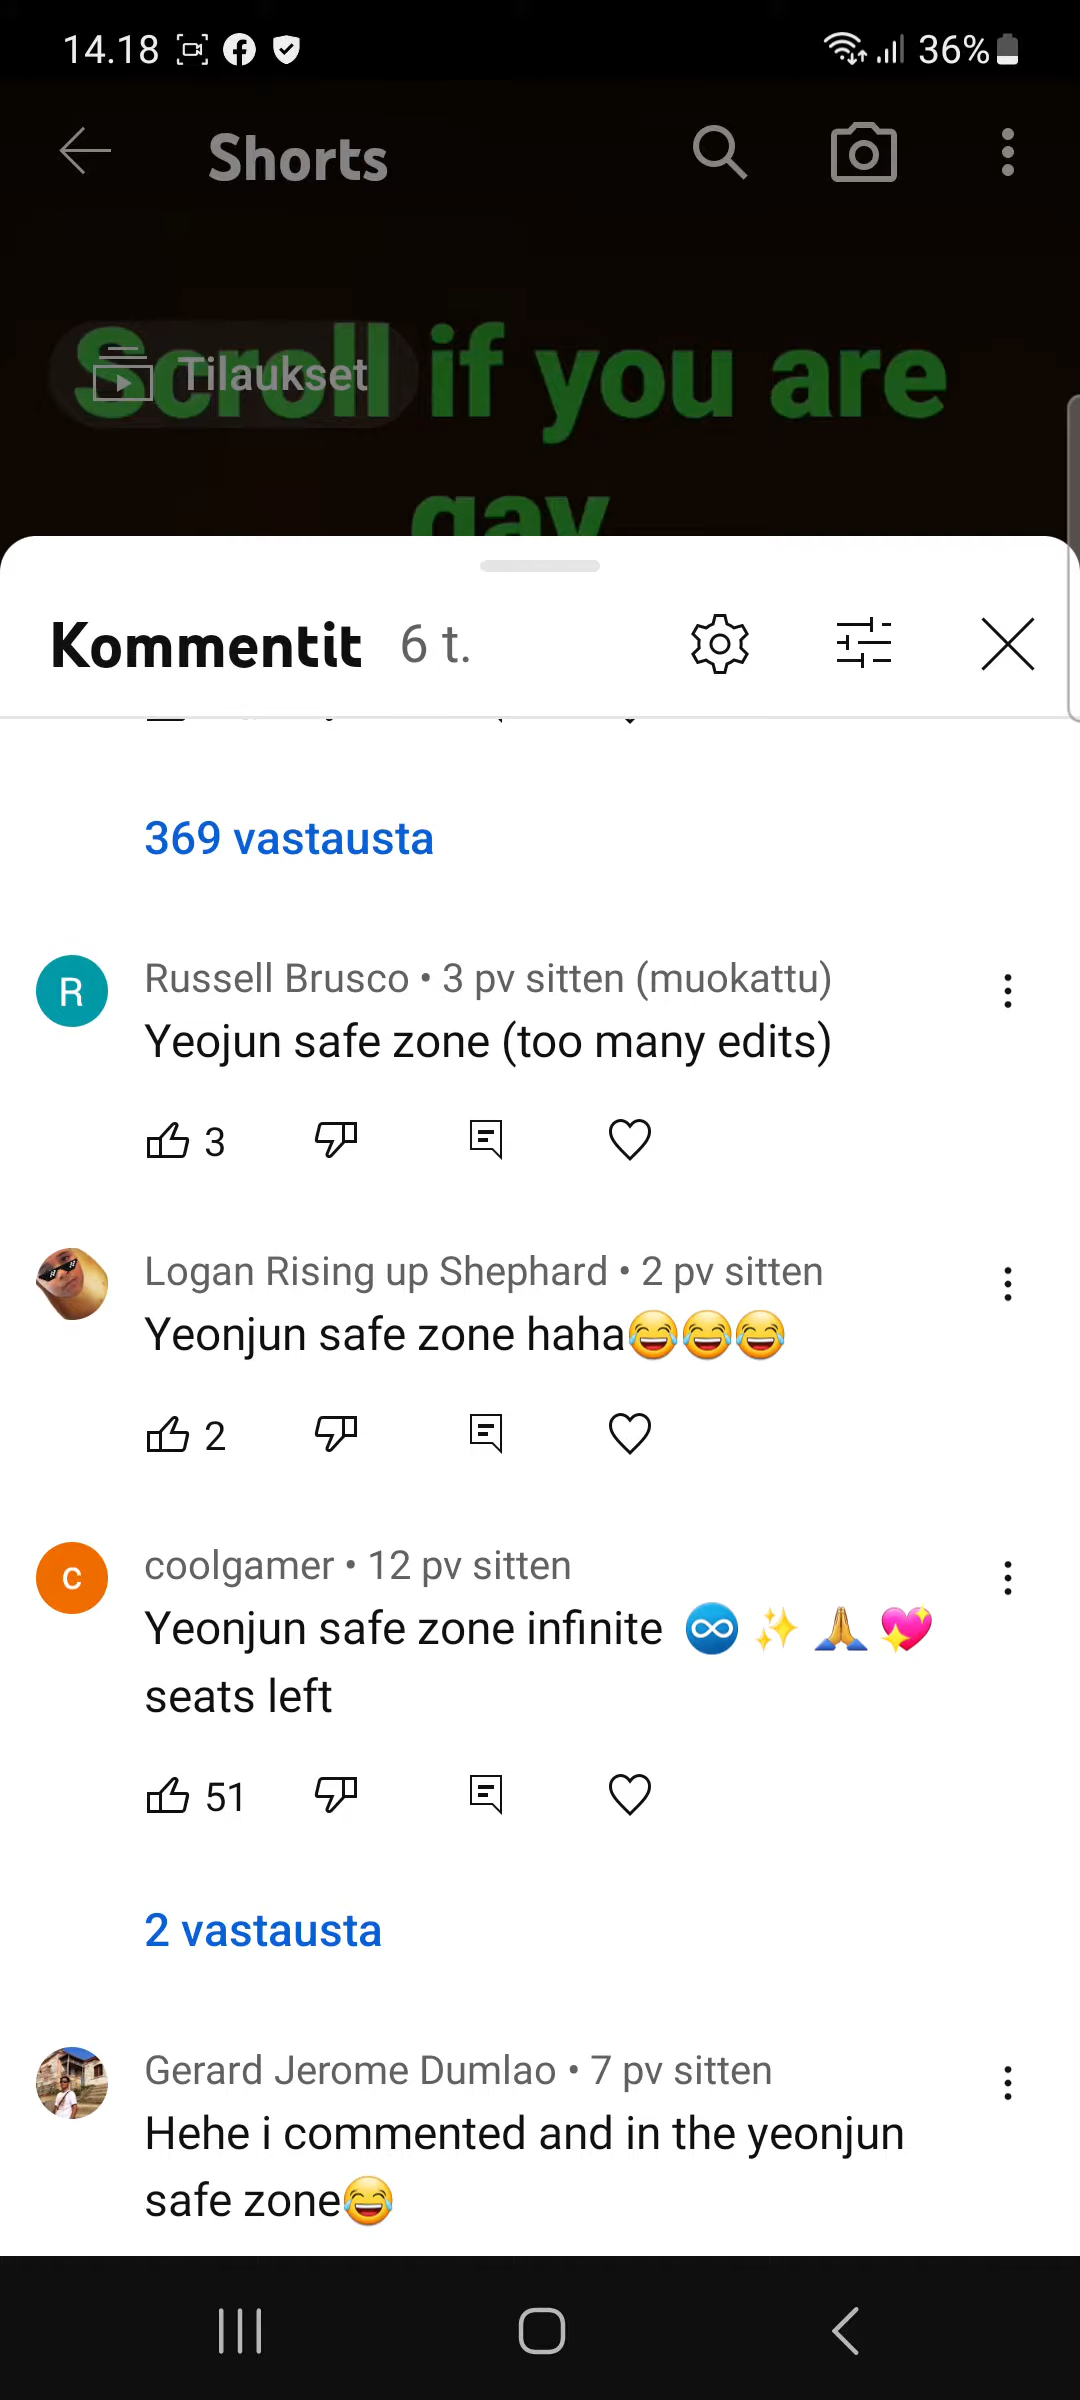 14.18
36%
Shorts
Tilaukset
Scroll if you are
gay
Kommentit 6 t.
369 vastausta
R
Russell Brusco • 3 pv sitten (muokattu)
Yeojun safe zone (too many edits)
3
Logan Rising up Shephard • 2 pv sitten
Yeonjun safe zone haha😂😂😂
2
c
coolgamer • 12 pv sitten
Yeonjun safe zone infinite ♾️✨🙏💖
seats left
51
2 vastausta
Gerard Jerome Dumlao • 7 pv sitten
Hehe i commented and in the yeonjun
safe zone😂